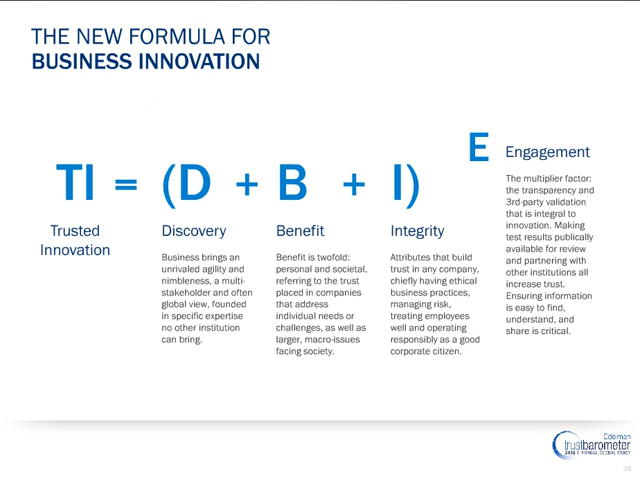 THE NEW FORMULA FOR
BUSINESS INNOVATION
TI = (D + B + I)
E
Trusted
Innovation
Discovery
Business brings an
unrivaled agility and
nimbleness, a multi-
stakeholder and often
global view, founded
in specific expertise
no other institution
can bring.
Benefit
Benefit is twofold:
personal and societal,
referring to the trust
placed in companies
that address
individual needs or
challenges, as well as
larger, macro-issues
facing society.
Integrity
Attributes that build
trust in any company,
chiefly having ethical
business practices,
managing risk,
treating employees
well and operating
responsibly as a good
corporate citizen.
Engagement
The multiplier factor:
the transparency and
3rd-party validation
that is integral to
innovation. Making
test results publically
available for review
and partnering with
other institutions all
increase trust.
Ensuring information
is easy to find,
understand, and
share is critical.
Edelman
trustbarometer
ANNUAL GLOBAL STUDY
38